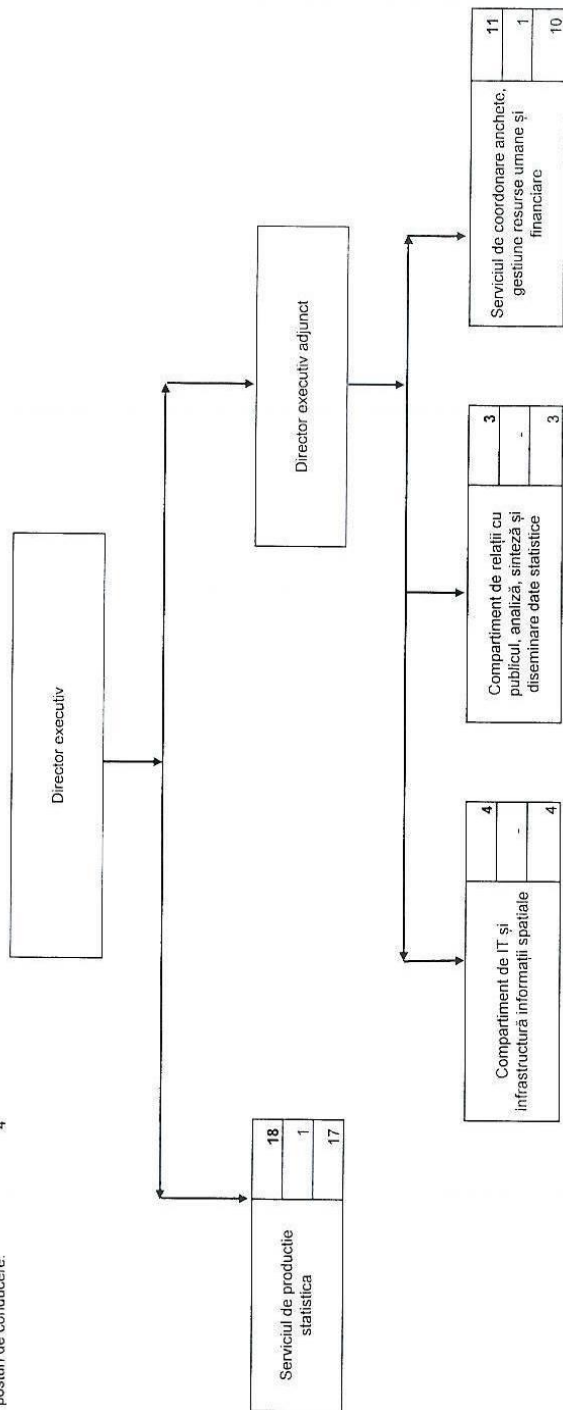 posturi de conducere: 4
Director executiv
Director executiv adjunct
Serviciul de productie
statistica
18
1
17
Compartiment de IT și
infrastructură informații spatiale
4
-
4
Compartiment de relații cu
publicul, analiză, sinteză și
diseminare date statistice
3
-
3
Serviciul de coordonare anchete,
gestiune resurse umane și
financiare
11
1
10